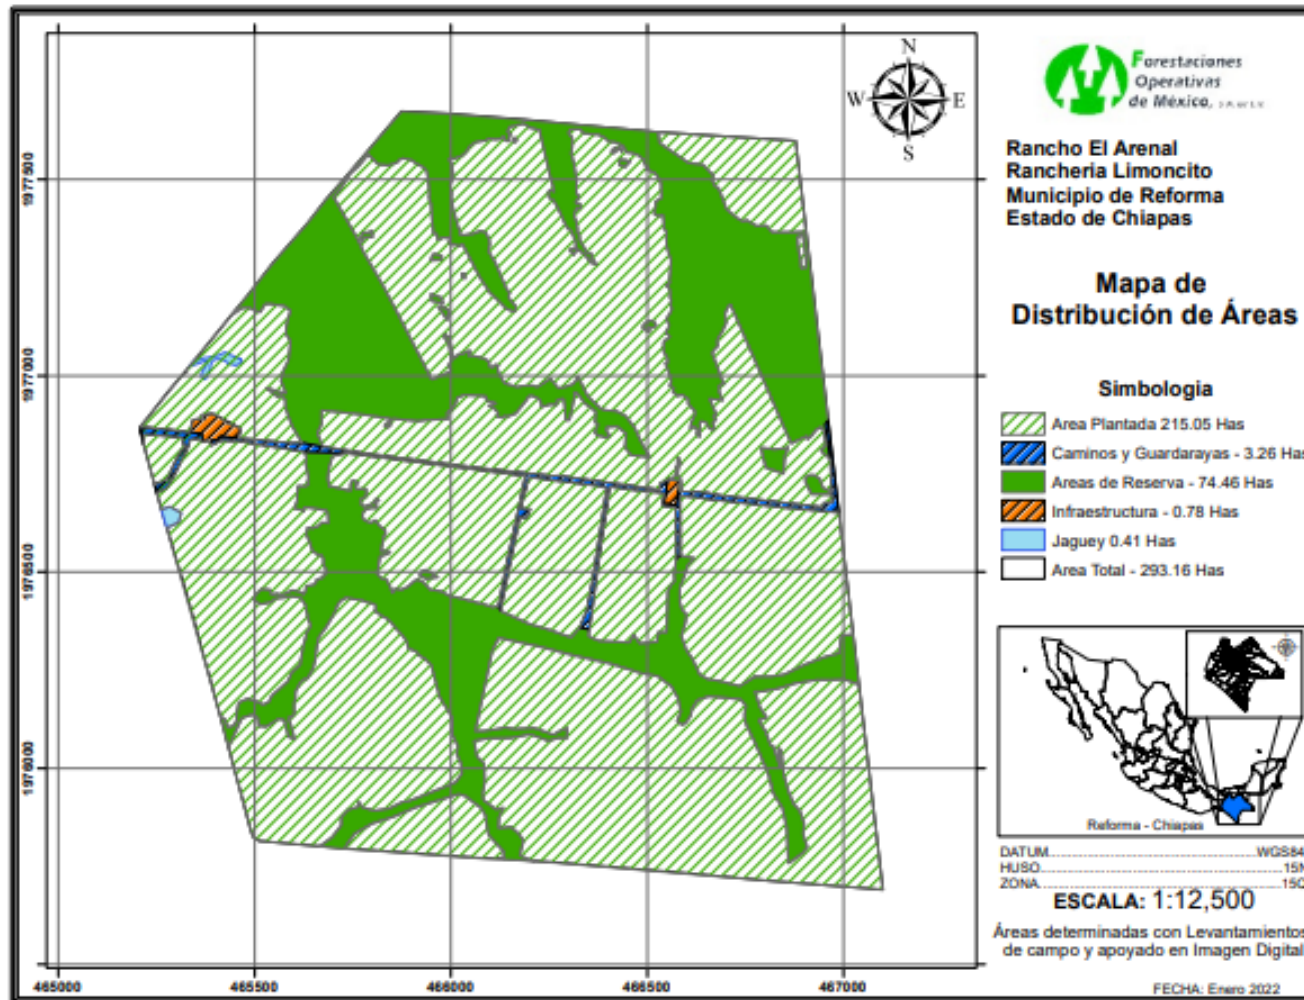 Forestaciones
Operativas
de México,
Rancho El Arenal
Rancheria Limoncito
Municipio de Reforma
Estado de Chiapas
Mapa de
Distribución de Áreas
Simbologia
Area Plantada 215.05 Has
Caminos y Guardarayas - 3.26 Has
Areas de Reserva - 74.46 Has
Infraestructura - 0.78 Has
Jaguey 0.41 Has
Area Total - 293.16 Has
Reforma - Chiapas
DATUM WGS84
HUSO 15N
ZONA 15Q
ESCALA: 1:12,500
Áreas determinadas con Levantamientos
de campo y apoyado en Imagen Digital
FECHA: Enero 2022
N
W E
S
1977500
1977000
1976500
1976000
465000 465500 466000 466500 467000